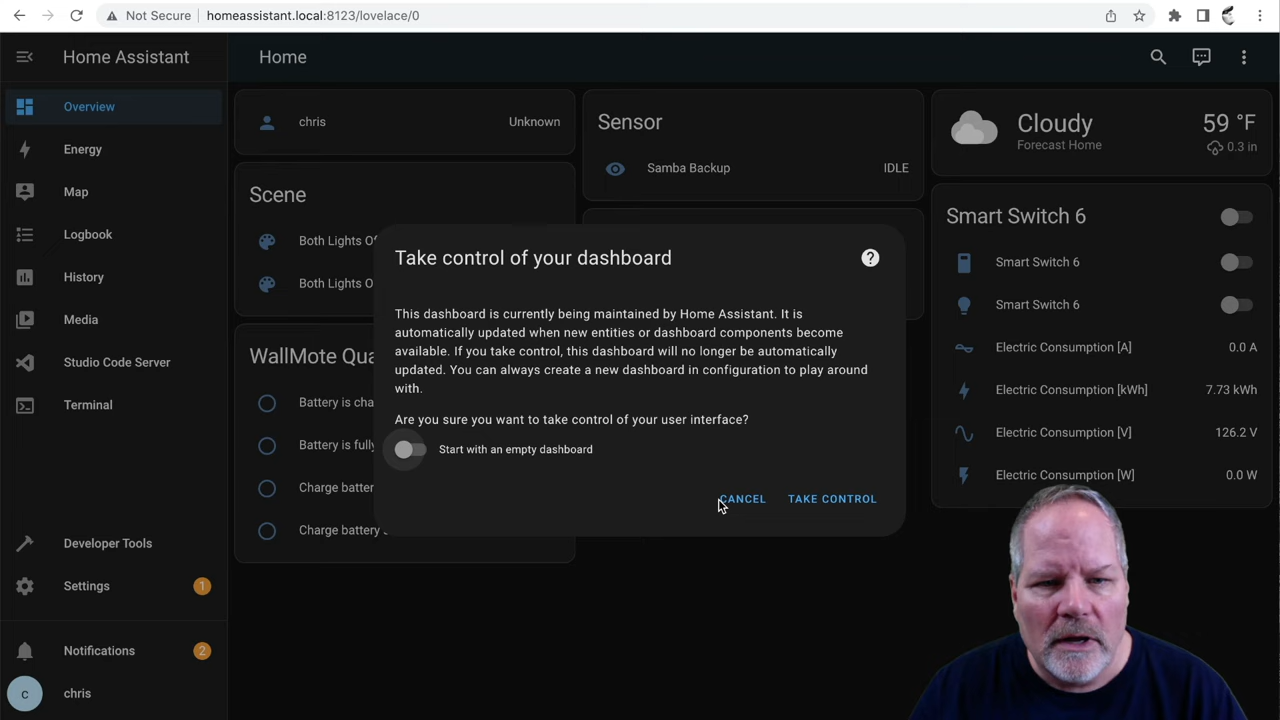 Not Secure
homeassistant.local:8123/lovelace/0
Home Assistant
Home
Overview
Energy
Map
Logbook
History
Media
Studio Code Server
Terminal
Developer Tools
Settings
1
Notifications
2
c
chris
chris
Unknown
Scene
Both Lights O
Both Lights O
WallMote Qua
Battery is cha
Battery is fully
Charge batter
Charge battery
Sensor
Samba Backup
IDLE
Cloudy
Forecast Home
59 °F
0.3 in
Smart Switch 6
Smart Switch 6
Smart Switch 6
Electric Consumption [A]
0.0 A
Electric Consumption [kWh]
7.73 kWh
Electric Consumption [V]
126.2 V
Electric Consumption [W]
0.0 W
Take control of your dashboard
?
This dashboard is currently being maintained by Home Assistant. It is
automatically updated when new entities or dashboard components become
available. If you take control, this dashboard will no longer be automatically
updated. You can always create a new dashboard in configuration to play around
with.
Are you sure you want to take control of your user interface?
Start with an empty dashboard
CANCEL
TAKE CONTROL